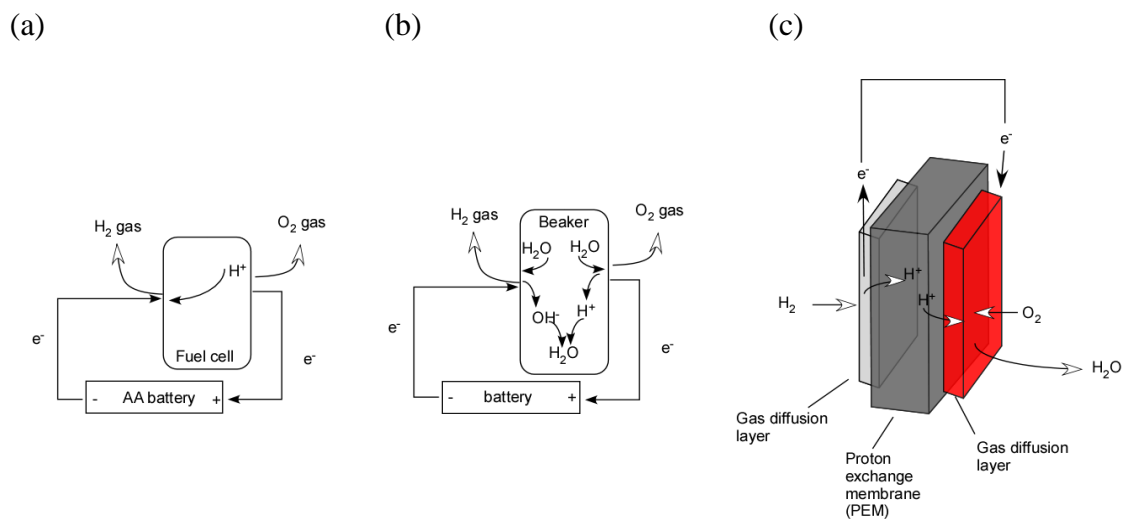 (a)
H₂ gas
O₂ gas
H⁺
e⁻
e⁻
Fuel cell
- AA battery +
(b)
H₂ gas
O₂ gas
Beaker
H₂O
H₂O
OH⁻
H⁺
H₂O
e⁻
e⁻
- battery +
(c)
e⁻
e⁻
H⁺
H⁺
H₂
O₂
H₂O
Gas diffusion
layer
Proton
exchange
membrane
(PEM)
Gas diffusion
layer